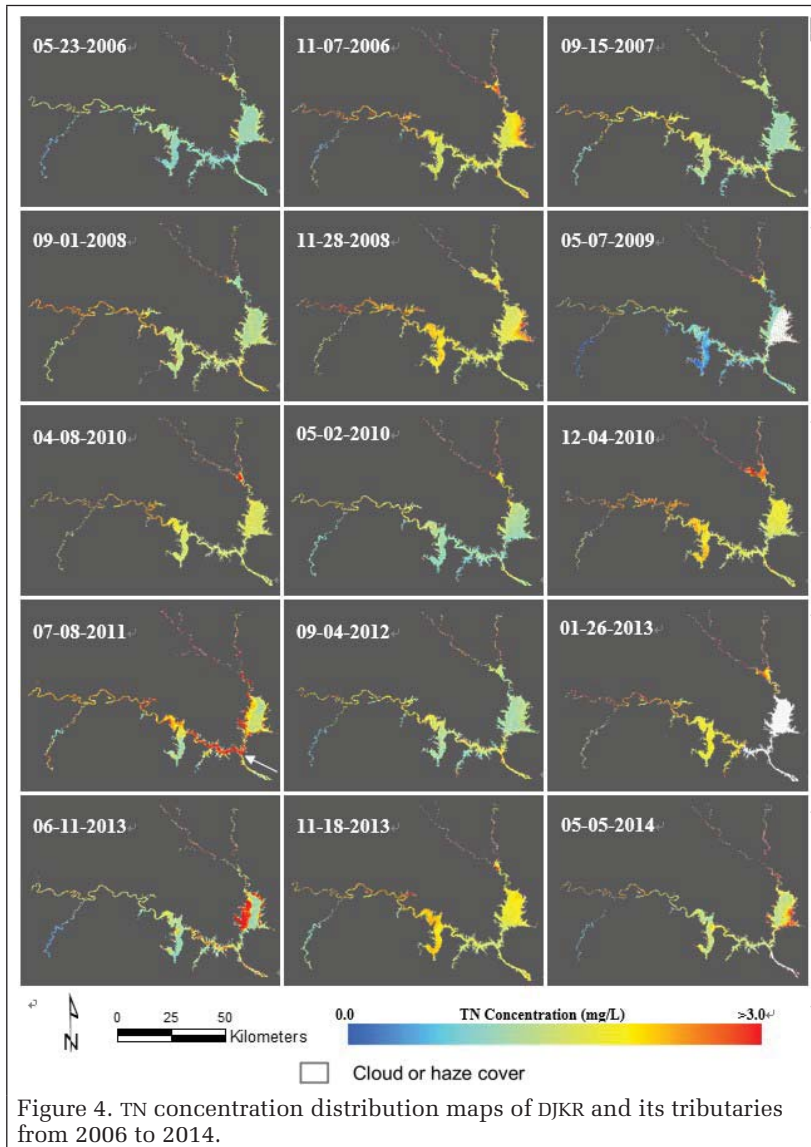 05-23-2006
11-07-2006
09-15-2007
09-01-2008
11-28-2008
05-07-2009
04-08-2010
05-02-2010
12-04-2010
07-08-2011
09-04-2012
01-26-2013
06-11-2013
11-18-2013
05-05-2014
N
0 25 50
Kilometers
0.0 TN Concentration (mg/L) >3.0
Cloud or haze cover
Figure 4. TN concentration distribution maps of DJKR and its tributaries
from 2006 to 2014.